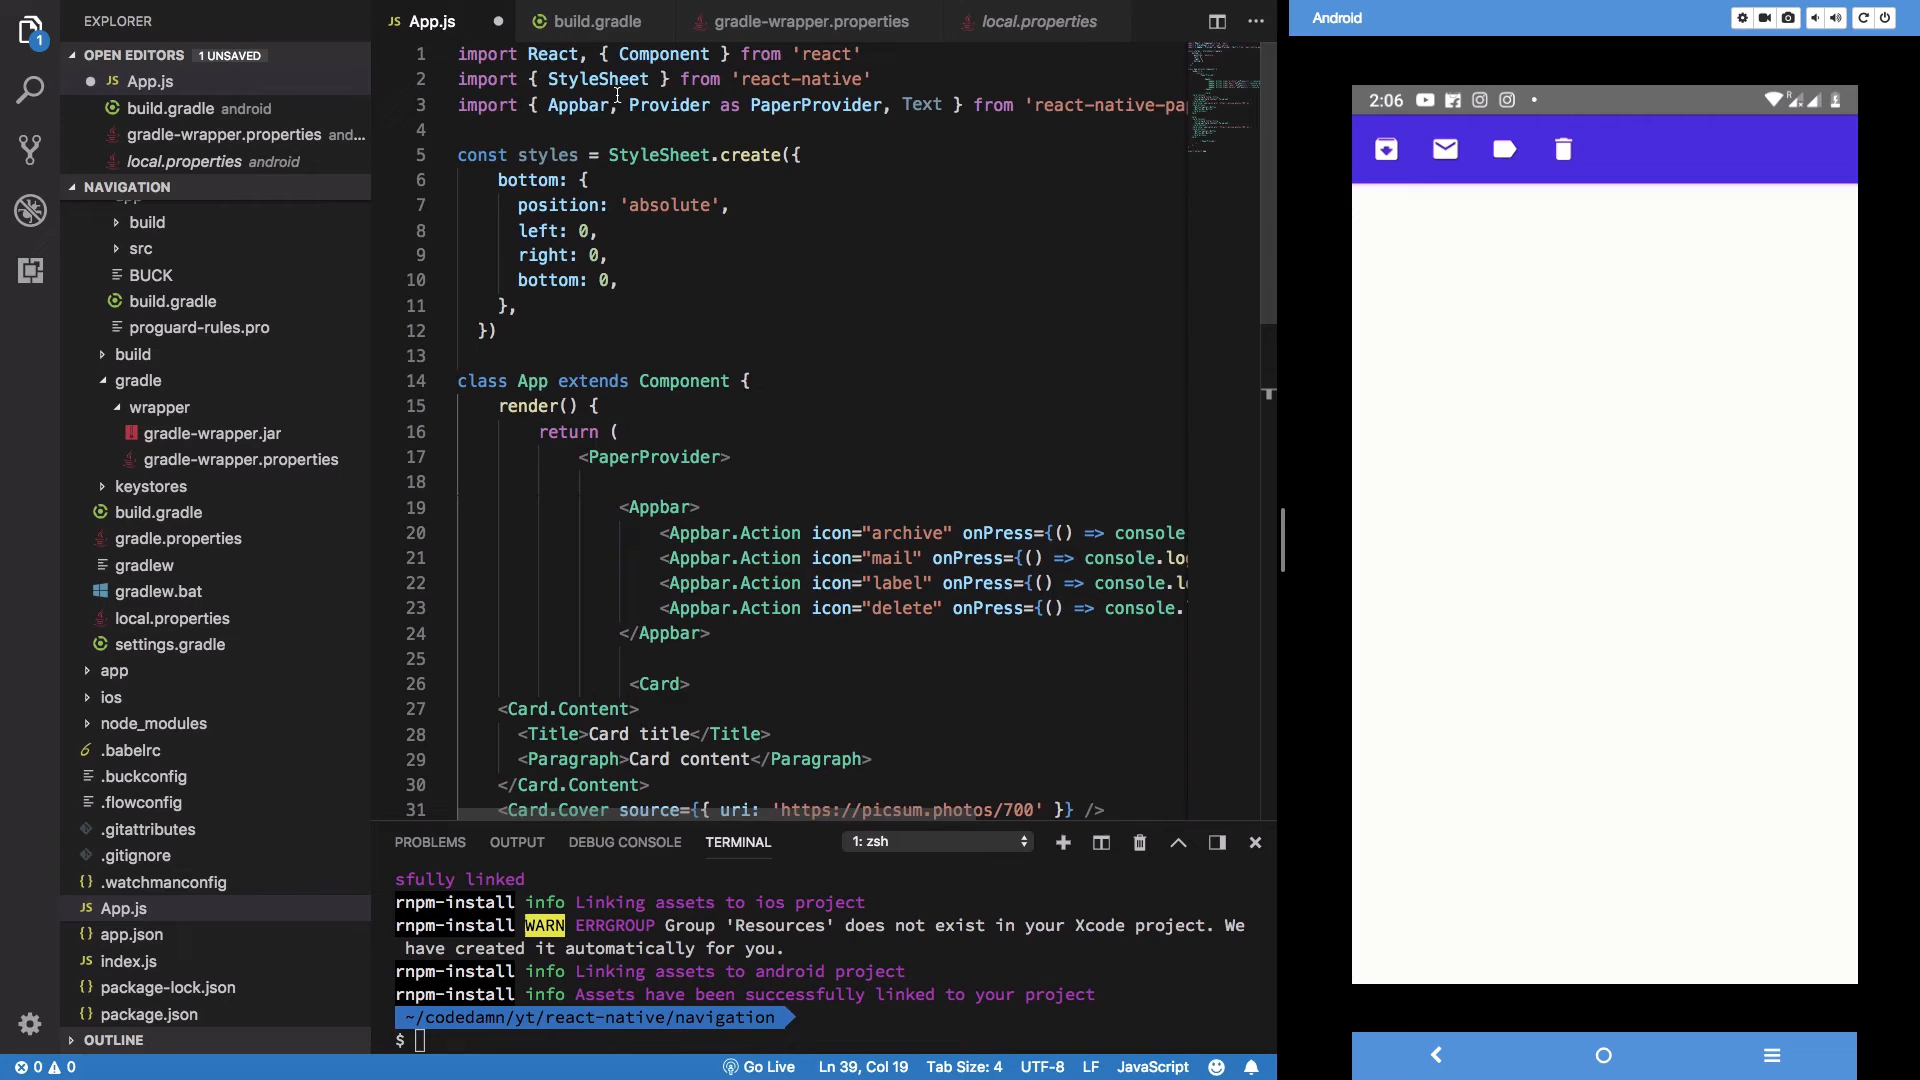 EXPLORER
OPEN EDITORS 1 UNSAVED
App.js
build.gradle android
gradle-wrapper.properties and...
local.properties android
NAVIGATION
build
src
BUCK
build.gradle
proguard-rules.pro
build
gradle
wrapper
gradle-wrapper.jar
gradle-wrapper.properties
keystores
build.gradle
gradle.properties
gradlew
gradlew.bat
local.properties
settings.gradle
app
ios
node_modules
.babelrc
.buckconfig
.flowconfig
.gitattributes
.gitignore
.watchmanconfig
App.js
app.json
index.js
package-lock.json
package.json
OUTLINE
App.js build.gradle gradle-wrapper.properties local.properties
1 import React, { Component } from 'react'
2 import { StyleSheet } from 'react-native'
3 import { Appbar, Provider as PaperProvider, Text } from 'react-native-pa
4
5 const styles = StyleSheet.create({
6 bottom: {
7 position: 'absolute',
8 left: 0,
9 right: 0,
10 bottom: 0,
11 },
12 })
13
14 class App extends Component {
15 render() {
16 return (
17 <PaperProvider>
18
19 <Appbar>
20 <Appbar.Action icon="archive" onPress={() => console
21 <Appbar.Action icon="mail" onPress={() => console.log
22 <Appbar.Action icon="label" onPress={() => console.l
23 <Appbar.Action icon="delete" onPress={() => console.
24 </Appbar>
25
26 <Card>
27 <Card.Content>
28 <Title>Card title</Title>
29 <Paragraph>Card content</Paragraph>
30 </Card.Content>
31 <Card.Cover source={{ uri: 'https://picsum.photos/700' }} />
PROBLEMS OUTPUT DEBUG CONSOLE TERMINAL 1: zsh
sfully linked
rnpm-install info Linking assets to ios project
rnpm-install WARN ERRGROUP Group 'Resources' does not exist in your Xcode project. We
have created it automatically for you.
rnpm-install info Linking assets to android project
rnpm-install info Assets have been successfully linked to your project
~/codedamn/yt/react-native/navigation
$
0 0 Go Live Ln 39, Col 19 Tab Size: 4 UTF-8 LF JavaScript
1
Android
2:06